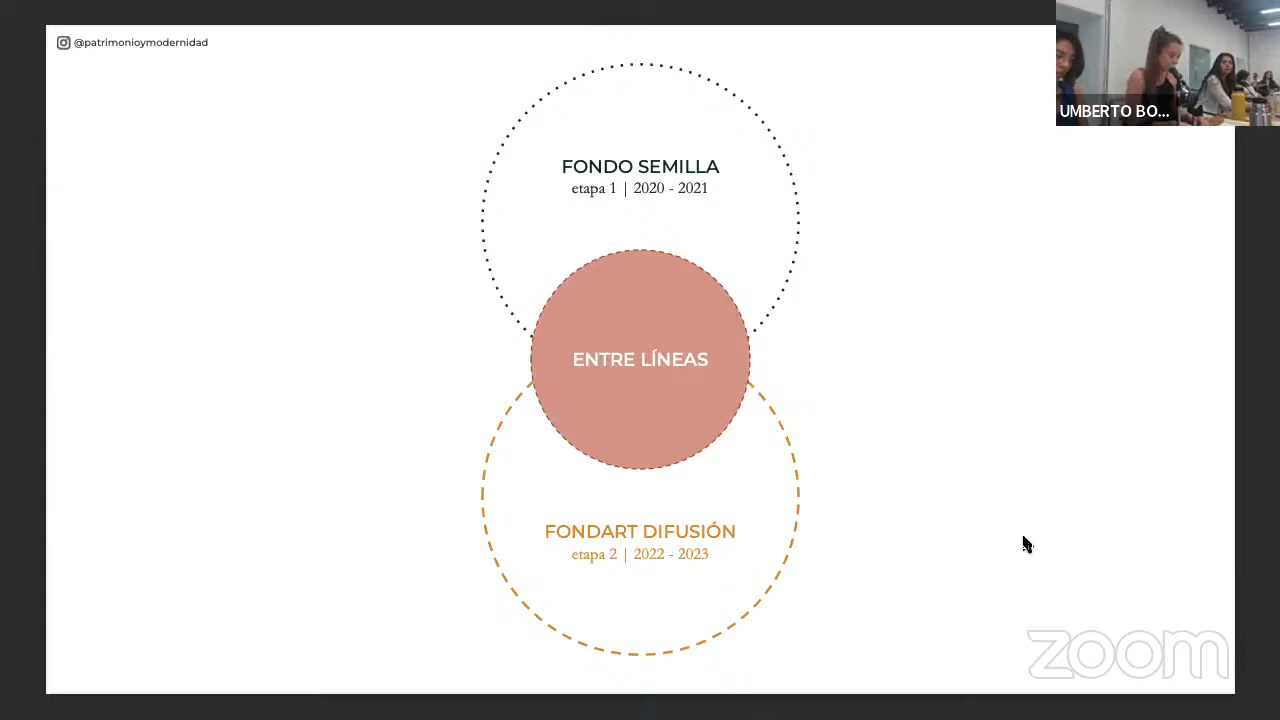 @patrimonioymodernidad
UMBERTO BO...
FONDO SEMILLA
etapa 1 | 2020 - 2021
ENTRE LÍNEAS
FONDART DIFUSIÓN
etapa 2 | 2022 - 2023
zoom